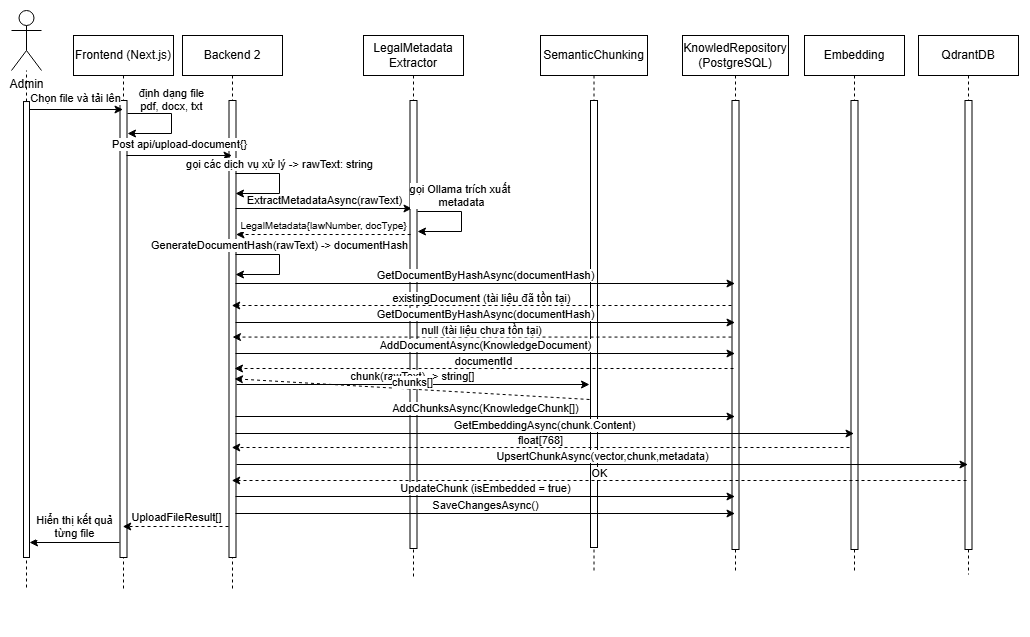 Admin
Frontend (Next.js)
Backend 2
LegalMetadata
Extractor
SemanticChunking
KnowledRepository
(PostgreSQL)
Embedding
QdrantDB
Chọn file và tải lên
định dạng file
pdf, docx, txt
Post api/upload-document{}
gọi các dịch vụ xử lý -> rawText: string
ExtractMetadataAsync(rawText)
gọi Ollama trích xuất
metadata
LegalMetadata{lawNumber, docType}
GenerateDocumentHash(rawText) -> documentHash
GetDocumentByHashAsync(documentHash)
existingDocument (tài liệu đã tồn tại)
GetDocumentByHashAsync(documentHash)
null (tài liệu chưa tồn tại)
AddDocumentAsync(KnowledgeDocument)
documentId
chunk(rawText) -> string[]
chunks[]
AddChunksAsync(KnowledgeChunk[])
GetEmbeddingAsync(chunk.Content)
float[768]
UpsertChunkAsync(vector,chunk,metadata)
OK
UpdateChunk (isEmbedded = true)
SaveChangesAsync()
UploadFileResult[]
Hiển thị kết quả
từng file